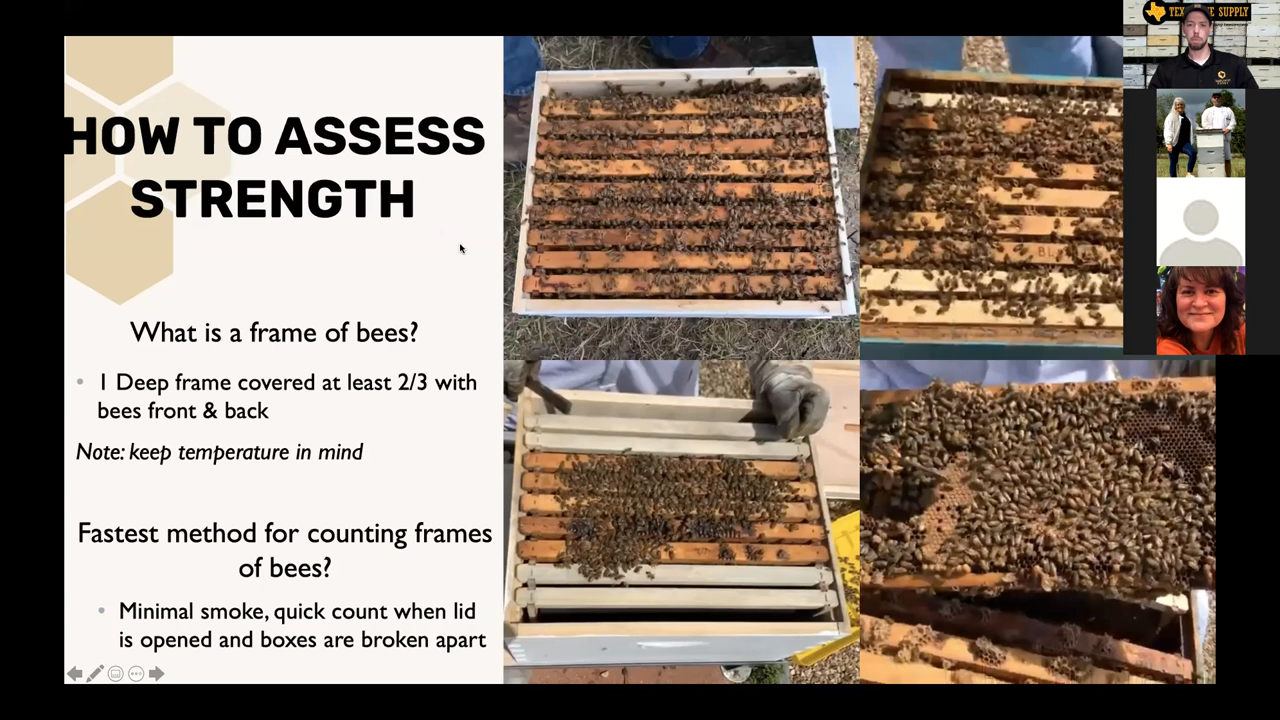 HOW TO ASSESS
STRENGTH
What is a frame of bees?
1 Deep frame covered at least 2/3 with
bees front & back
Note: keep temperature in mind
Fastest method for counting frames
of bees?
Minimal smoke, quick count when lid
is opened and boxes are broken apart
SUPPLY